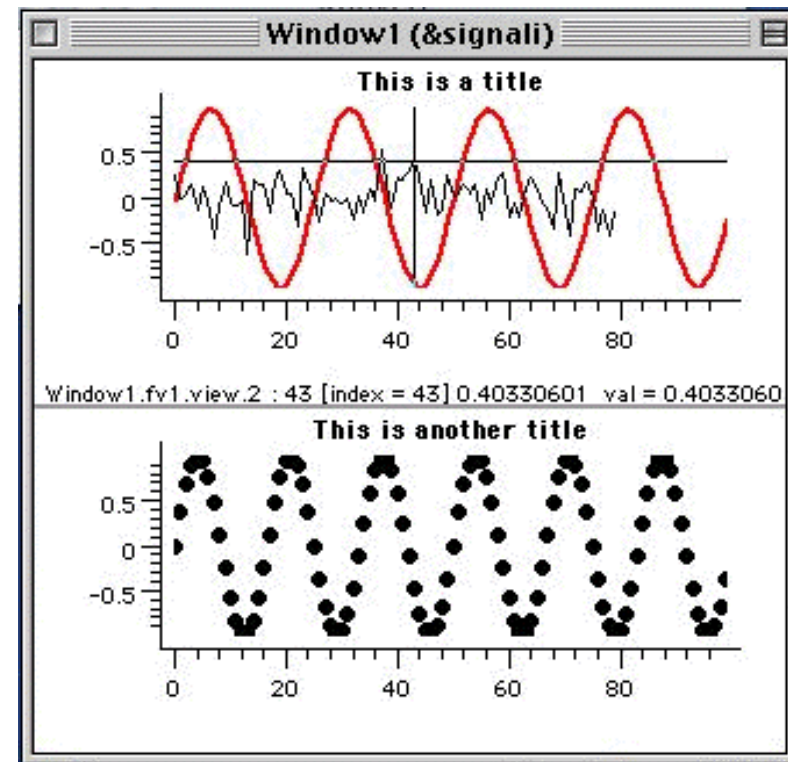 Window1 (&signali)
This is a title
0.5
0
-0.5
0 20 40 60 80
Window1.fv1.view.2 : 43 [index = 43] 0.40330601 val = 0.4033060
This is another title
0.5
0
-0.5
0 20 40 60 80